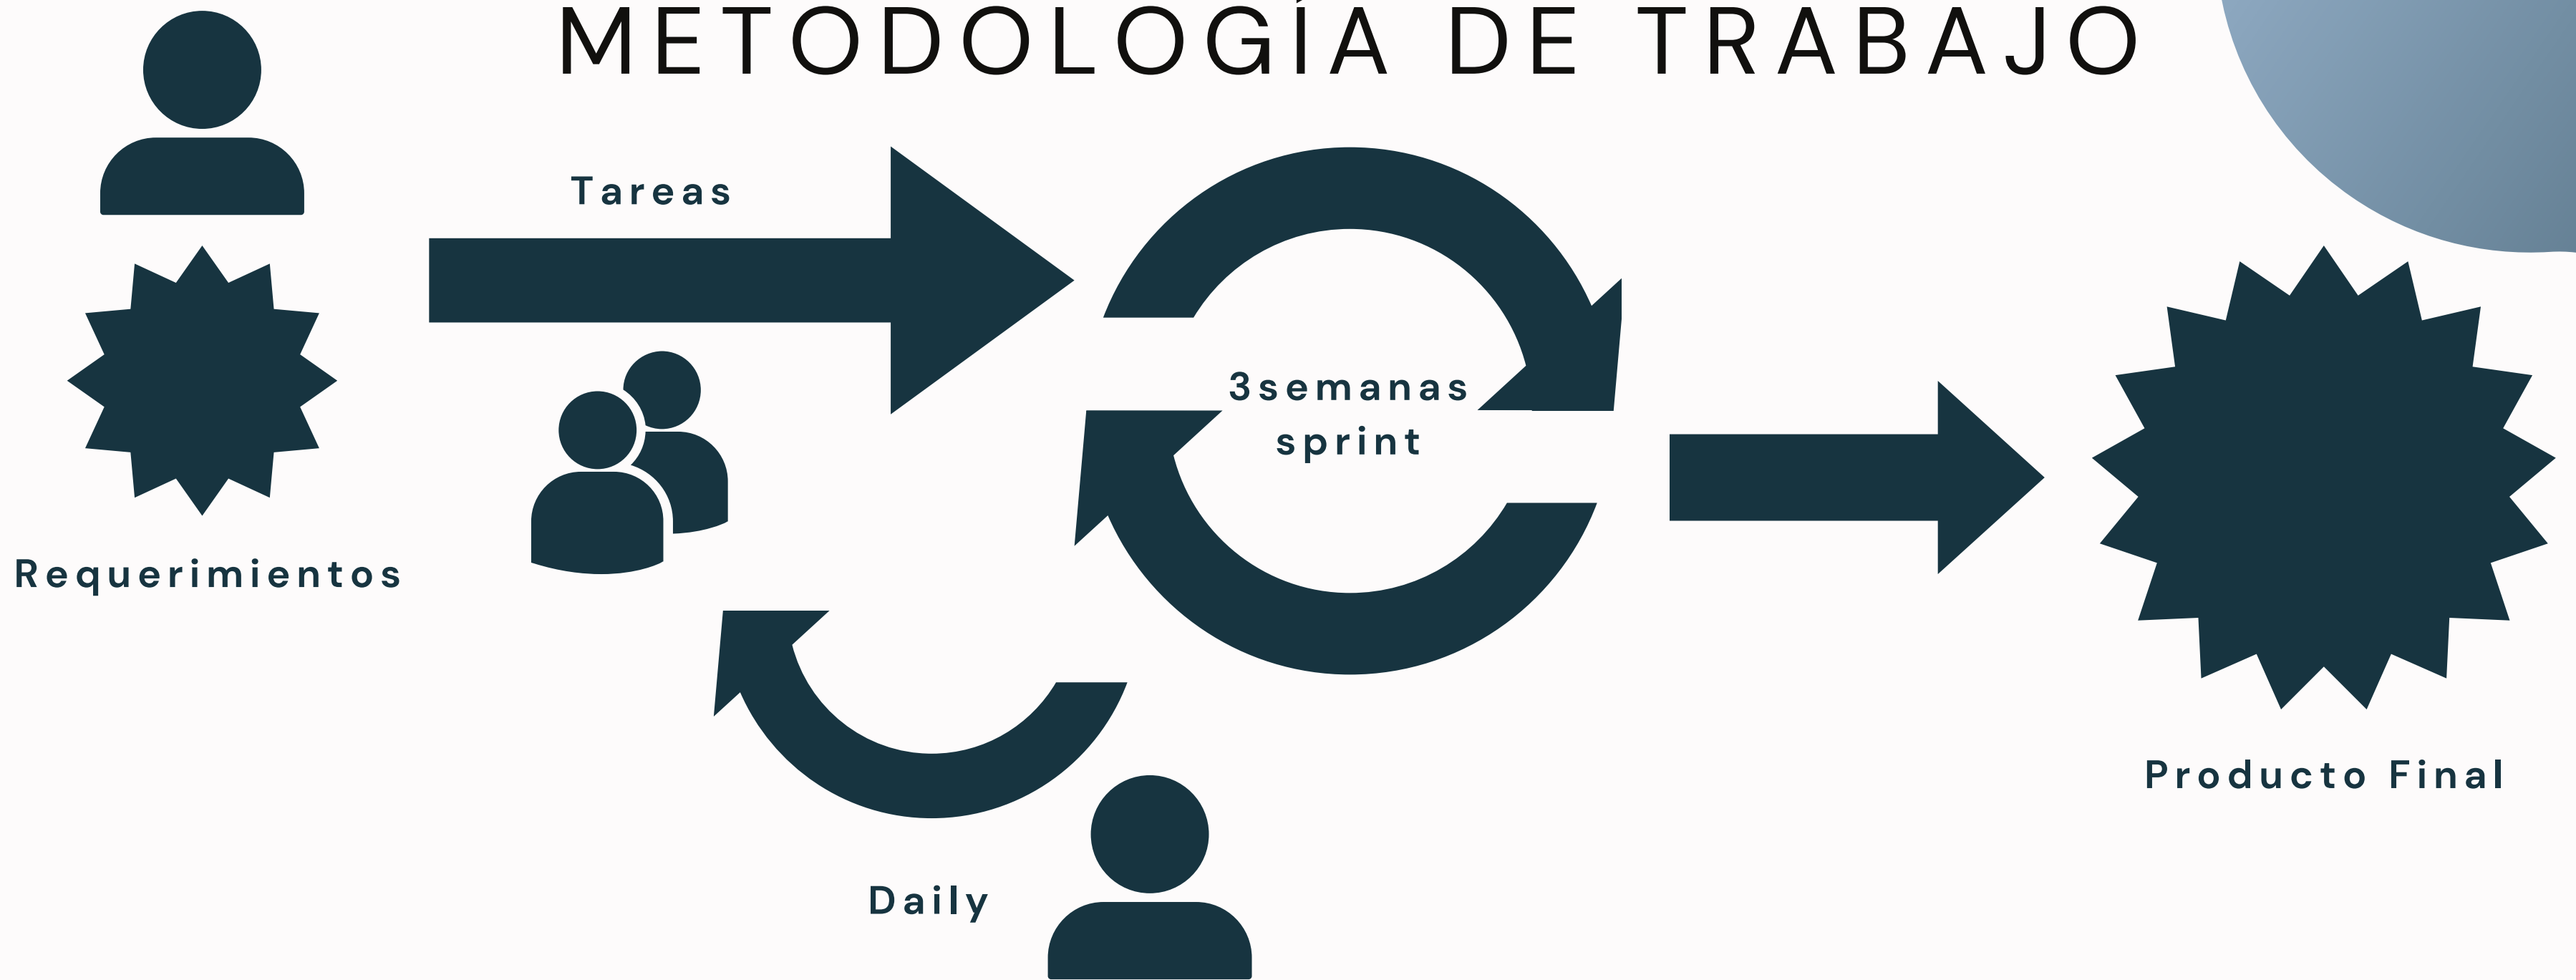 METODOLOGÍA DE TRABAJO
Tareas
3semanas
sprint
Requerimientos
Producto Final
Daily